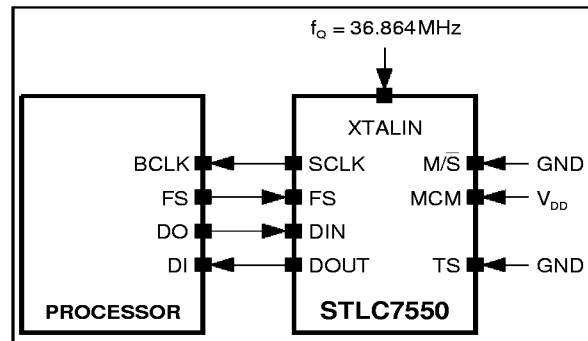 f_Q = 36.864MHz
XTALIN
BCLK SCLK M/S̅ GND
FS FS MCM V_DD
DO DIN
DI DOUT TS GND
PROCESSOR STLC7550